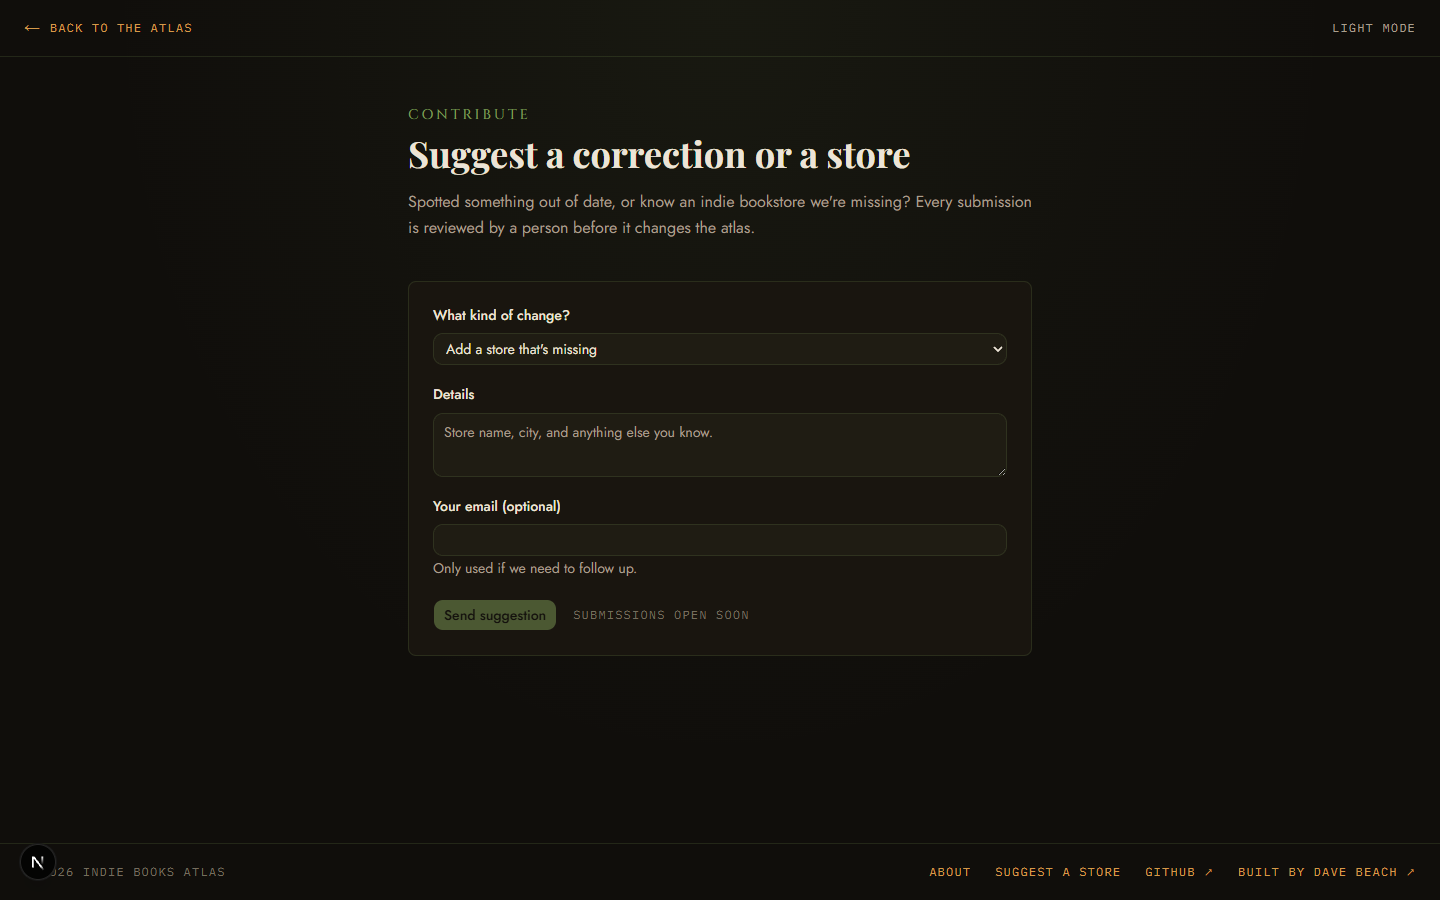 ← BACK TO THE ATLAS
LIGHT MODE
CONTRIBUTE
Suggest a correction or a store
Spotted something out of date, or know an indie bookstore we're missing? Every submission
is reviewed by a person before it changes the atlas.
What kind of change?
Add a store that's missing
Details
Store name, city, and anything else you know.
Your email (optional)
Only used if we need to follow up.
Send suggestion
SUBMISSIONS OPEN SOON
N
26 INDIE BOOKS ATLAS
ABOUT
SUGGEST A STORE
GITHUB ↗
BUILT BY DAVE BEACH ↗